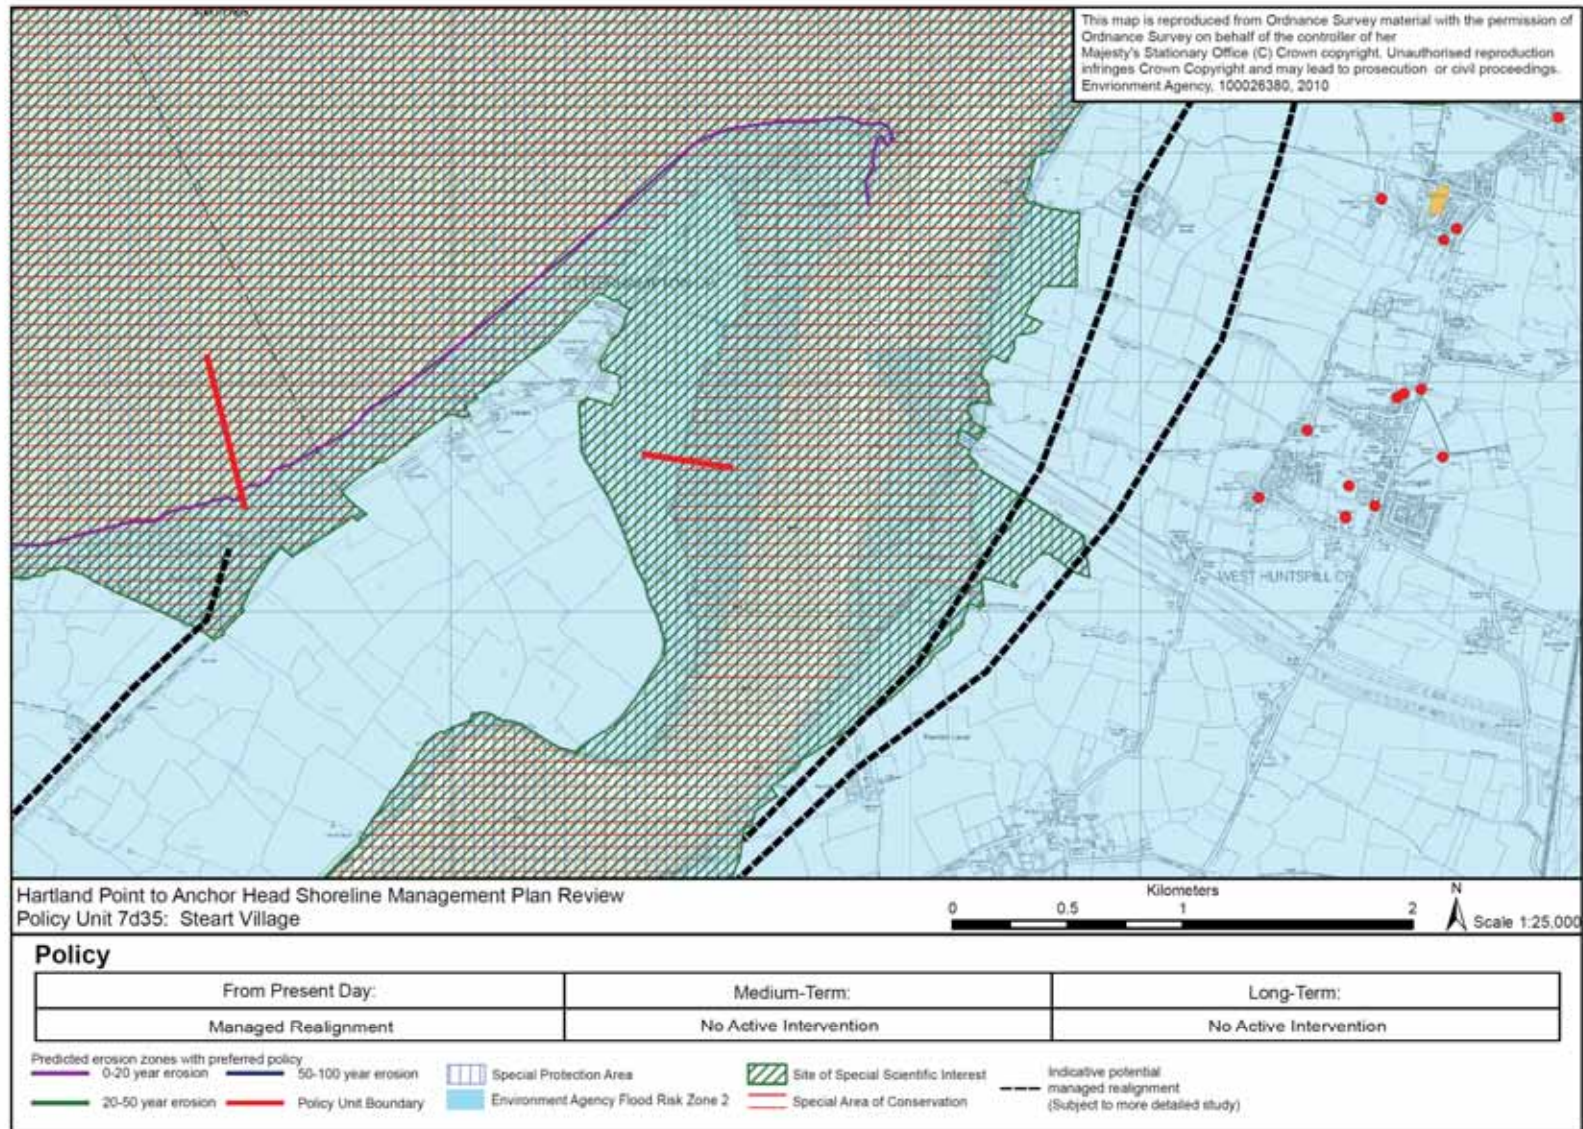 This map is reproduced from Ordnance Survey material with the permission of
Ordnance Survey on behalf of the controller of her
Majesty's Stationary Office (C) Crown copyright. Unauthorised reproduction
infringes Crown Copyright and may lead to prosecution or civil proceedings.
Envrionment Agency, 100026380, 2010
WEST HUNTSPILL CP
Hartland Point to Anchor Head Shoreline Management Plan Review
Policy Unit 7d35: Steart Village
Kilometers
0 0.5 1 2
N
Scale 1:25,000
Policy
From Present Day: Medium-Term: Long-Term:
Managed Realignment No Active Intervention No Active Intervention
Predicted erosion zones with preferred policy
0-20 year erosion 50-100 year erosion Special Protection Area Site of Special Scientific Interest
20-50 year erosion Policy Unit Boundary Environment Agency Flood Risk Zone 2 Special Area of Conservation
Indicative potential
managed realignment
(Subject to more detailed study)